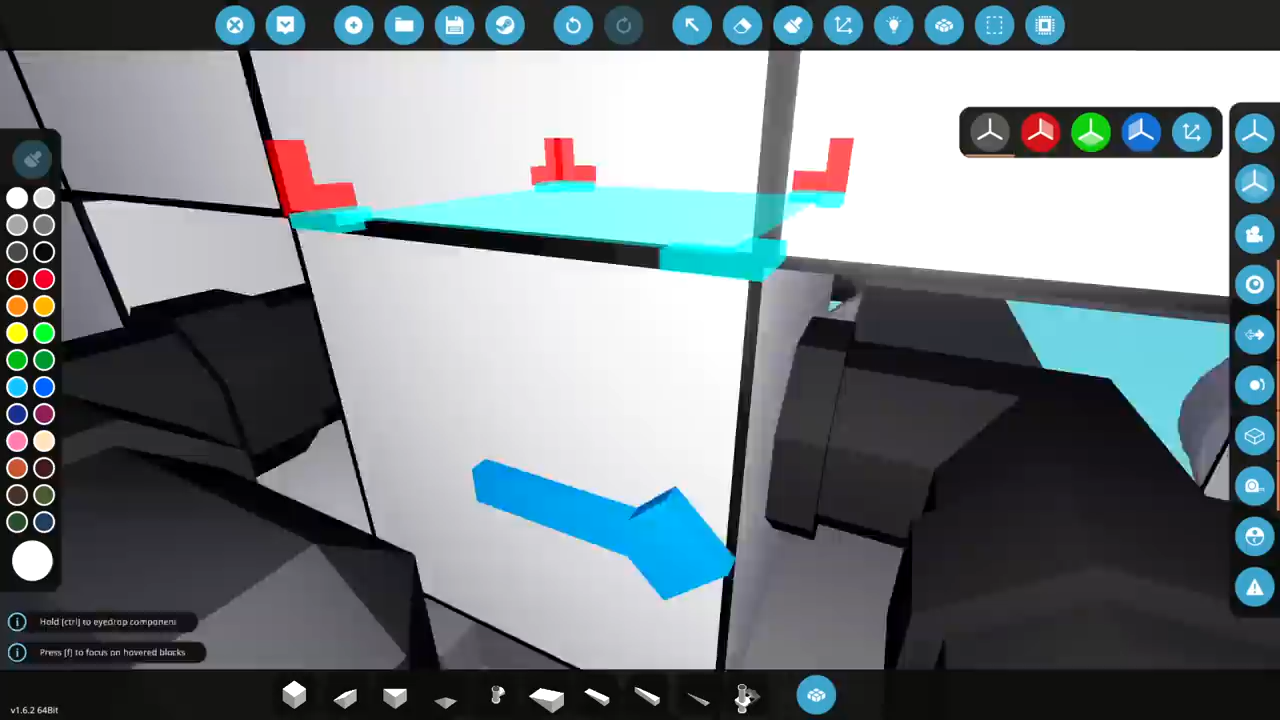 Hold [ctrl] to eyedrop component
Press [f] to focus on hovered blocks
v1.6.2 64Bit